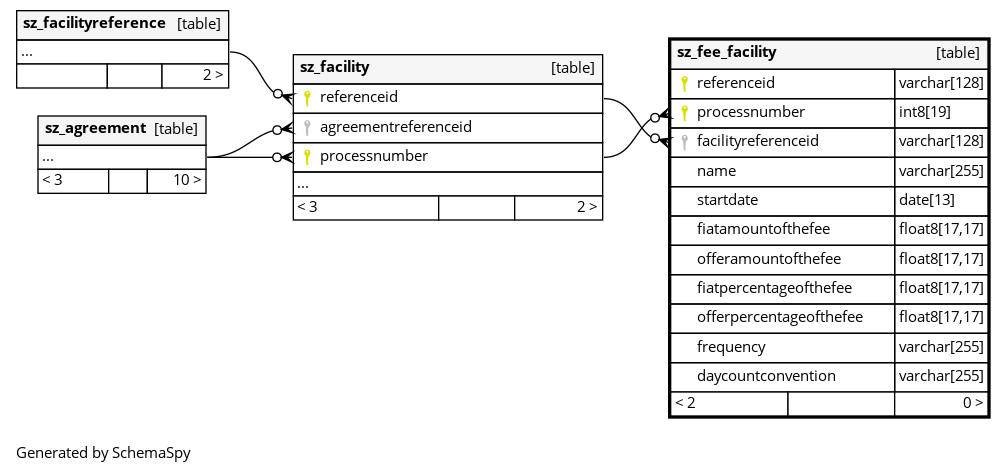 sz_facilityreference [table]
...
2 >
sz_agreement [table]
...
< 3 10 >
sz_facility [table]
referenceid
agreementreferenceid
processnumber
...
< 3 2 >
sz_fee_facility [table]
referenceid varchar[128]
processnumber int8[19]
facilityreferenceid varchar[128]
name varchar[255]
startdate date[13]
fiatamountofthefee float8[17,17]
offeramountofthefee float8[17,17]
fiatpercentageofthefee float8[17,17]
offerpercentageofthefee float8[17,17]
frequency varchar[255]
daycountconvention varchar[255]
< 2 0 >
Generated by SchemaSpy